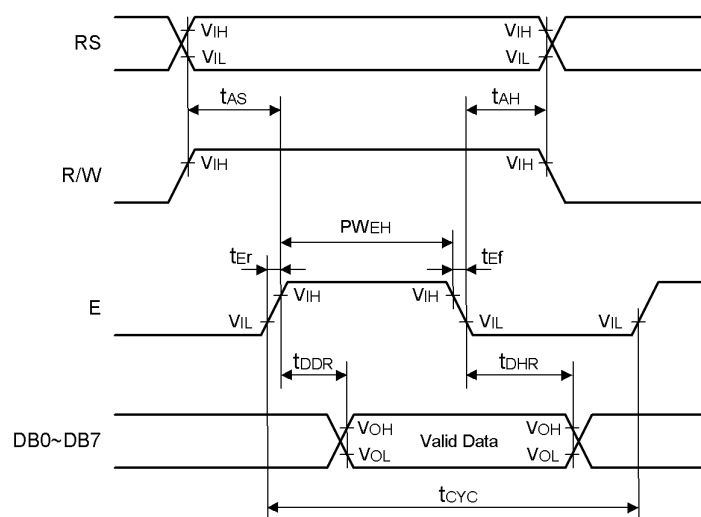 RS VIH VIL VIH VIL
tAS tAH
R/W VIH VIH
PWEH
tEr tEf
E VIL VIH VIH VIL VIL
tDDR tDHR
DB0~DB7 VOH VOL Valid Data VOH VOL
tCYC